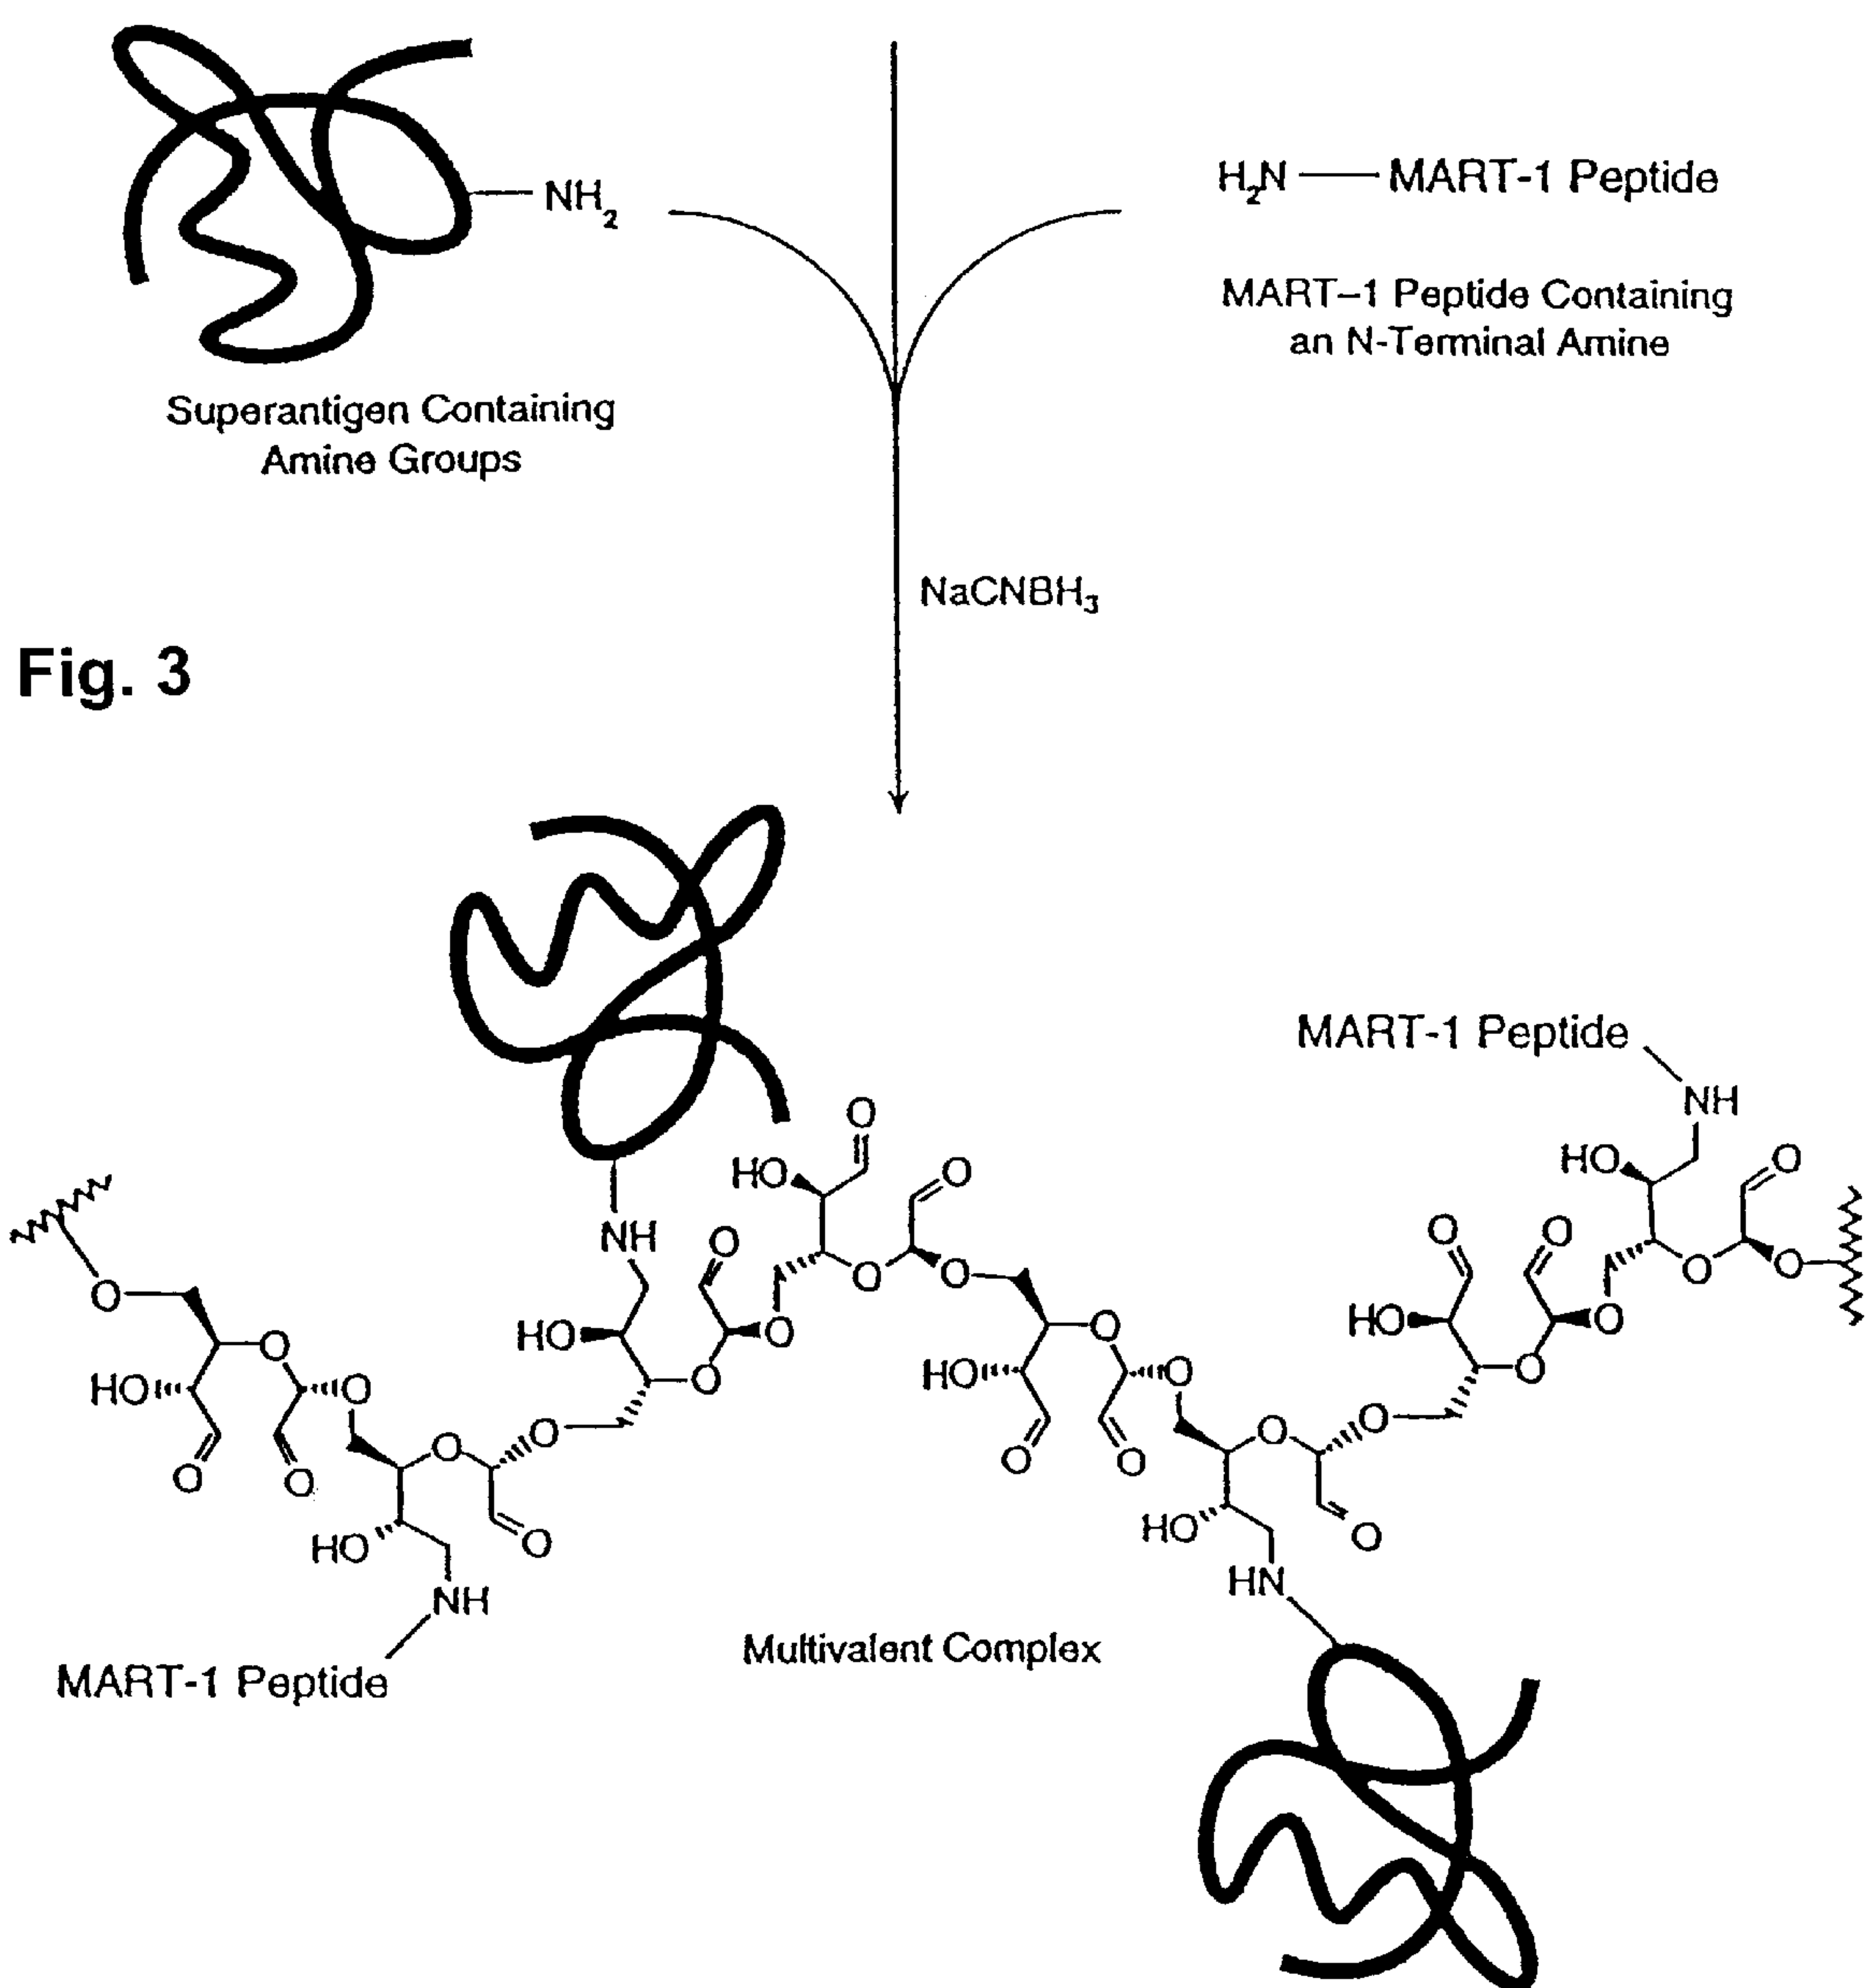 NH2
H2N — MART-1 Peptide
MART–1 Peptide Containing
an N-Terminal Amine
Superantigen Containing
Amine Groups
NaCNBH3
Fig. 3
MART-1 Peptide
NH
O
HO
O
HO
O
NH
O
O
O
O
O
O
O
O
O
HO
O
O
HO
O
O
O
HO
O
HO
O
O
O
O
O
O
O
O
O
O
HO
O
HO
O
HN
NH
Multivalent Complex
MART-1 Peptide